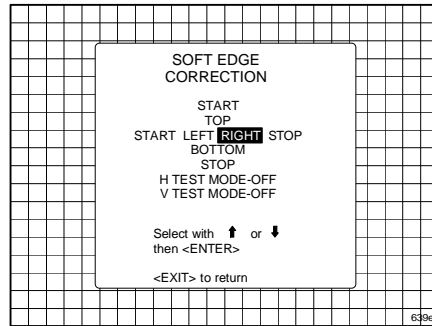 SOFT EDGE
CORRECTION
START
TOP
START LEFT RIGHT STOP
BOTTOM
STOP
H TEST MODE-OFF
V TEST MODE-OFF
Select with ⬆ or ⬇
then <ENTER>
<EXIT> to return
639e